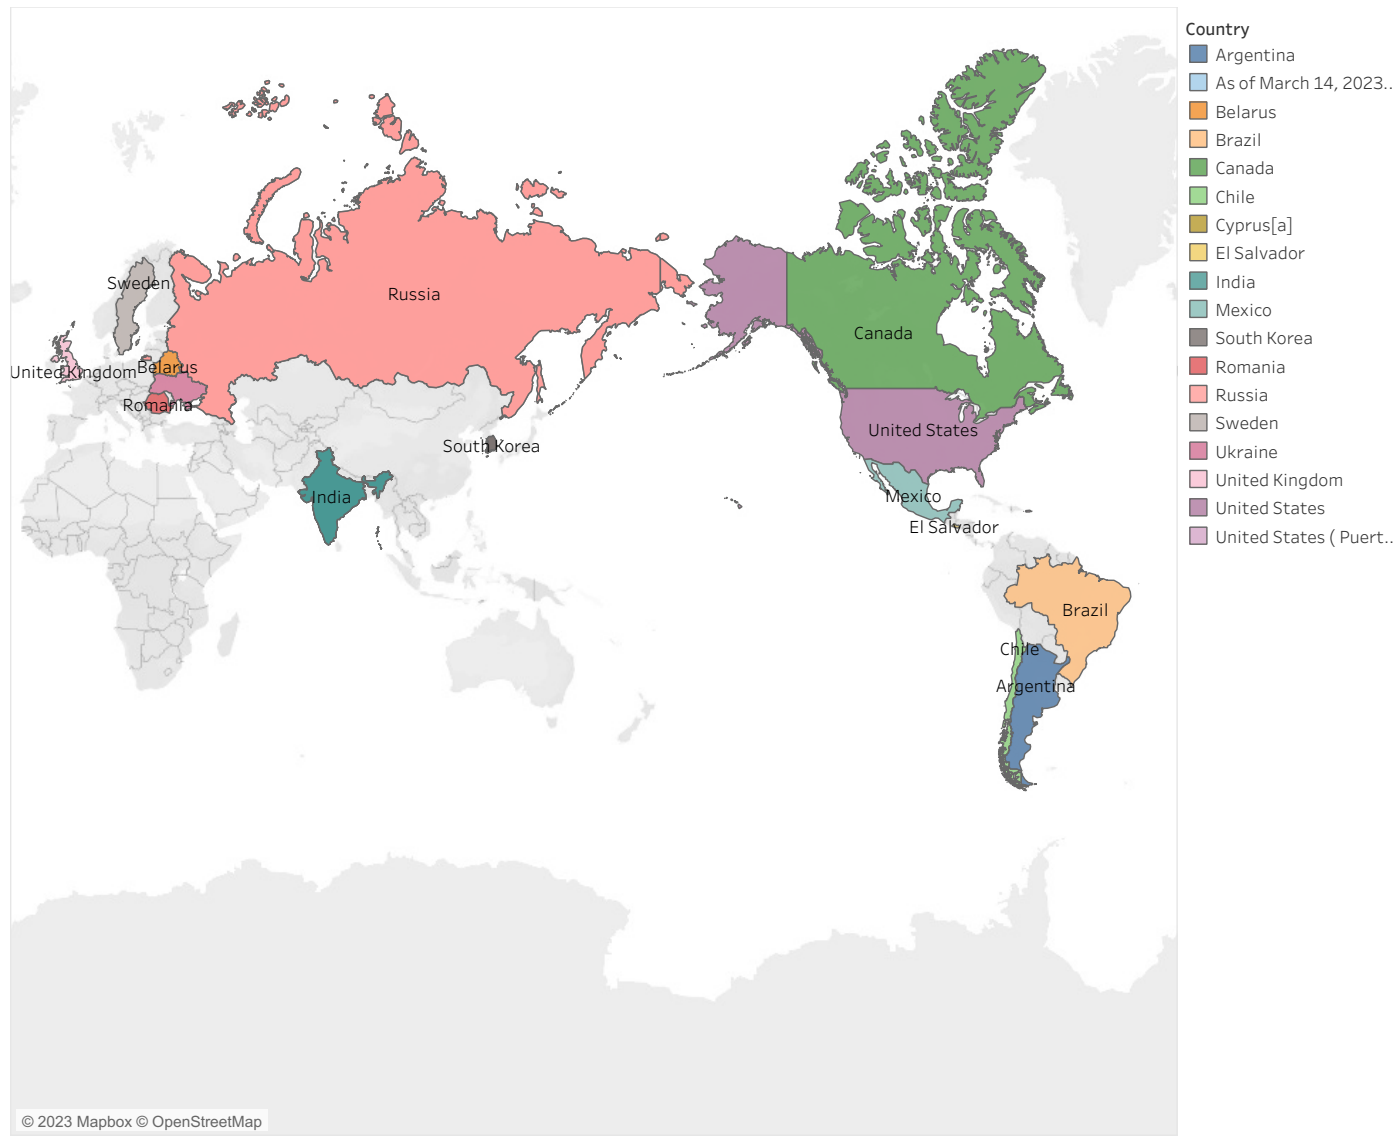 Country
Argentina
As of March 14, 2023..
Belarus
Brazil
Canada
Chile
Cyprus[a]
El Salvador
India
Mexico
South Korea
Romania
Russia
Sweden
Ukraine
United Kingdom
United States
United States ( Puert..
Sweden
Russia
Canada
United Kingdom
Belarus
Romania
United States
South Korea
India
Mexico
El Salvador
Brazil
Chile
Argentina
© 2023 Mapbox © OpenStreetMap